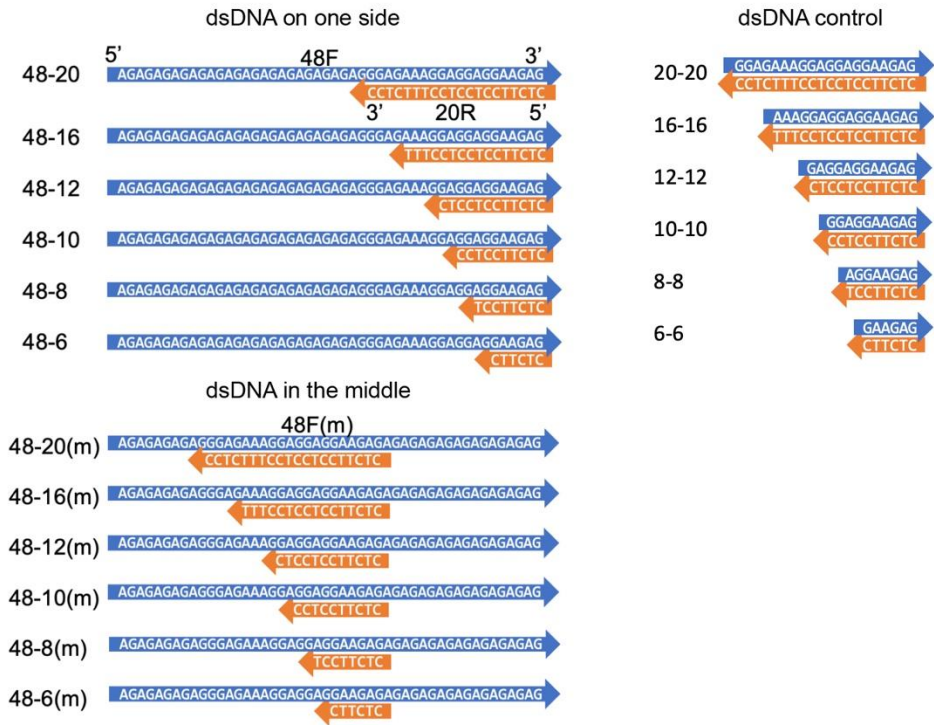 dsDNA on one side
5’ 48F 3’
48-20 AGAGAGAGAGAGAGAGAGAGAGAGAGAGGGAGAAAGGAGGAGGAAGAG
CCTCTTTCCTCCTCCTTCTC
3’ 20R 5’
48-16 AGAGAGAGAGAGAGAGAGAGAGAGAGAGGGAGAAAGGAGGAGGAAGAG
TTTCCTCCTCCTTCTC
48-12 AGAGAGAGAGAGAGAGAGAGAGAGAGAGGGAGAAAGGAGGAGGAAGAG
CTCCTCCTTCTC
48-10 AGAGAGAGAGAGAGAGAGAGAGAGAGAGGGAGAAAGGAGGAGGAAGAG
CCTCCTTCTC
48-8 AGAGAGAGAGAGAGAGAGAGAGAGAGAGGGAGAAAGGAGGAGGAAGAG
TCCTTCTC
48-6 AGAGAGAGAGAGAGAGAGAGAGAGAGAGGGAGAAAGGAGGAGGAAGAG
CTTCTC
dsDNA control
20-20 GGAGAAAGGAGGAGGAAGAG
CCTCTTTCCTCCTCCTTCTC
16-16 AAAGGAGGAGGAAGAG
TTTCCTCCTCCTTCTC
12-12 GAGGAGGAAGAG
CTCCTCCTTCTC
10-10 GGAGGAAGAG
CCTCCTTCTC
8-8 AGGAAGAG
TCCTTCTC
6-6 GAAGAG
CTTCTC
dsDNA in the middle
48F(m)
48-20(m) AGAGAGAGAGGGAGAAAGGAGGAGGAAGAGAGAGAGAGAGAGAGAGAG
CCTCTTTCCTCCTCCTTCTC
48-16(m) AGAGAGAGAGGGAGAAAGGAGGAGGAAGAGAGAGAGAGAGAGAGAGAG
TTTCCTCCTCCTTCTC
48-12(m) AGAGAGAGAGGGAGAAAGGAGGAGGAAGAGAGAGAGAGAGAGAGAGAG
CTCCTCCTTCTC
48-10(m) AGAGAGAGAGGGAGAAAGGAGGAGGAAGAGAGAGAGAGAGAGAGAGAG
CCTCCTTCTC
48-8(m) AGAGAGAGAGGGAGAAAGGAGGAGGAAGAGAGAGAGAGAGAGAGAGAG
TCCTTCTC
48-6(m) AGAGAGAGAGGGAGAAAGGAGGAGGAAGAGAGAGAGAGAGAGAGAGAG
CTTCTC